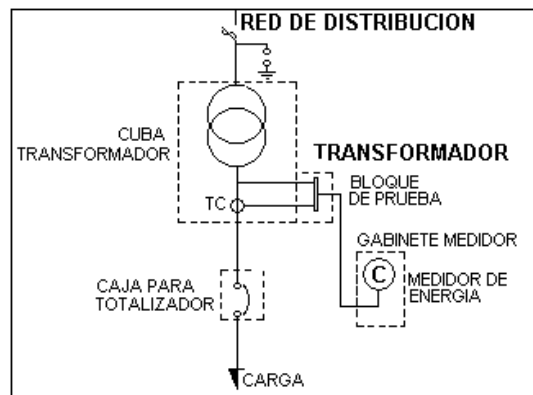 RED DE DISTRIBUCION
CUBA
TRANSFORMADOR
TRANSFORMADOR
BLOQUE
DE PRUEBA
TC
GABINETE MEDIDOR
C
MEDIDOR DE
ENERGIA
CAJA PARA
TOTALIZADOR
CARGA